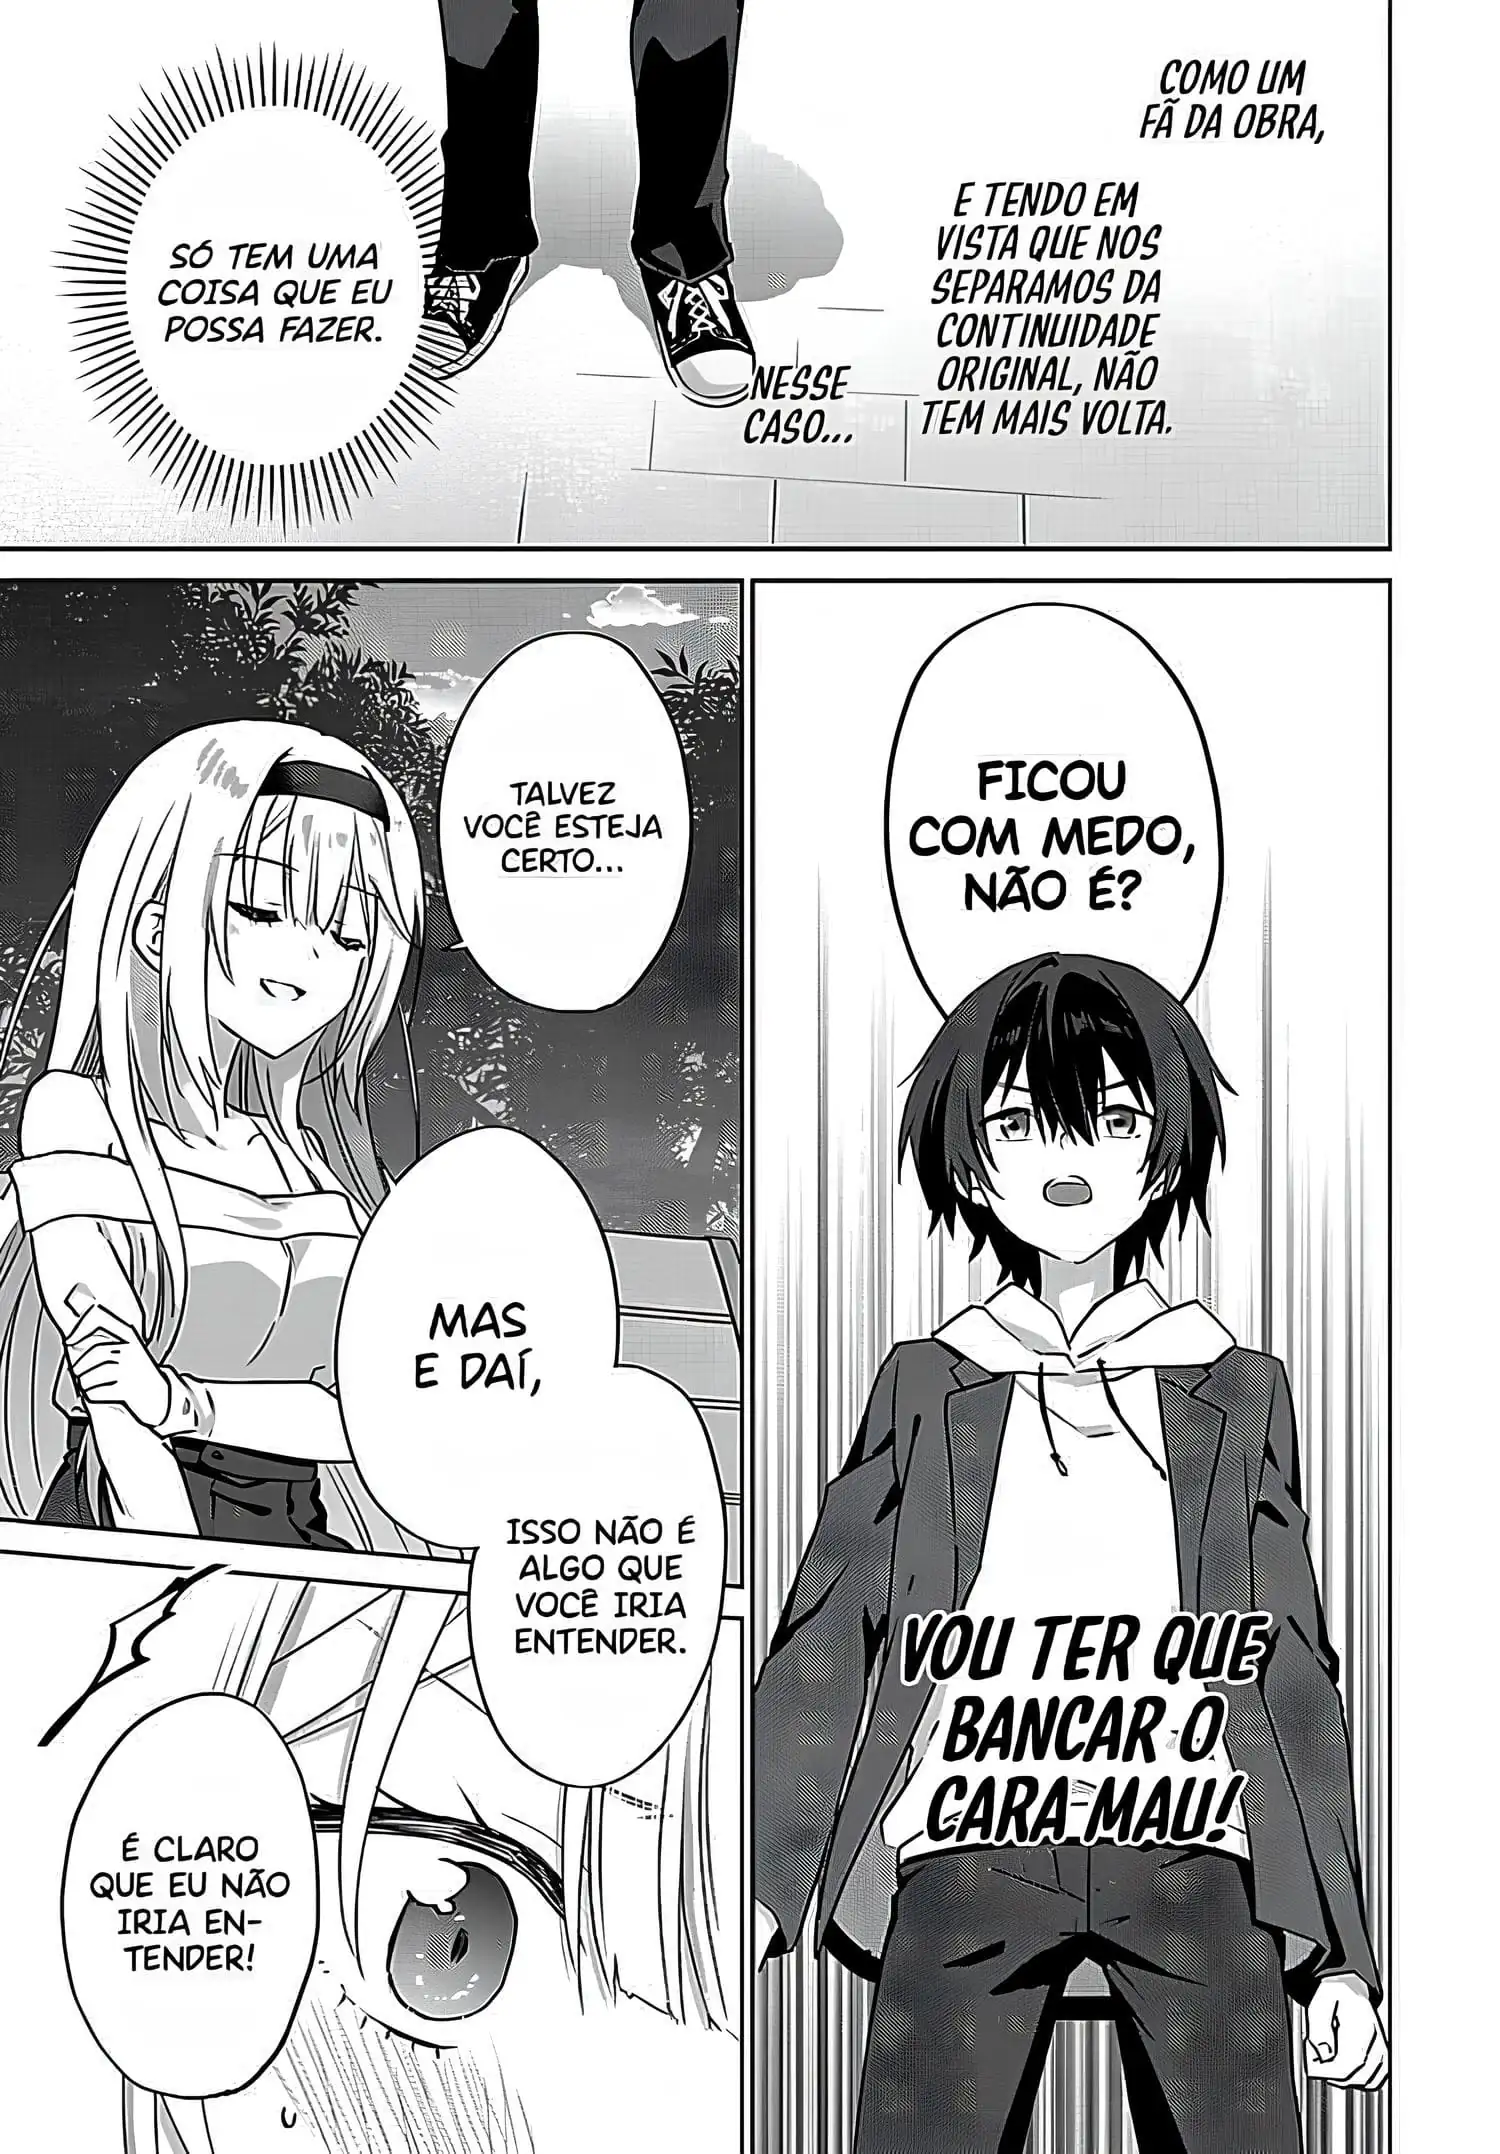 COMO UM
FÃ DA OBRA,
E TENDO EM
VISTA QUE NOS
SEPARAMOS DA
CONTINUIDADE
ORIGINAL, NÃO
TEM MAIS VOLTA.
NESSE
CASO...
SÓ TEM UMA
COISA QUE EU
POSSA FAZER.
FICOU
COM MEDO,
NÃO É?
VOU TER QUE
BANCAR O
CARA MAU!
TALVEZ
VOCÊ ESTEJA
CERTO...
MAS
E DAÍ,
ISSO NÃO É
ALGO QUE
VOCÊ IRIA
ENTENDER.
É CLARO
QUE EU NÃO
IRIA EN-
TENDER!